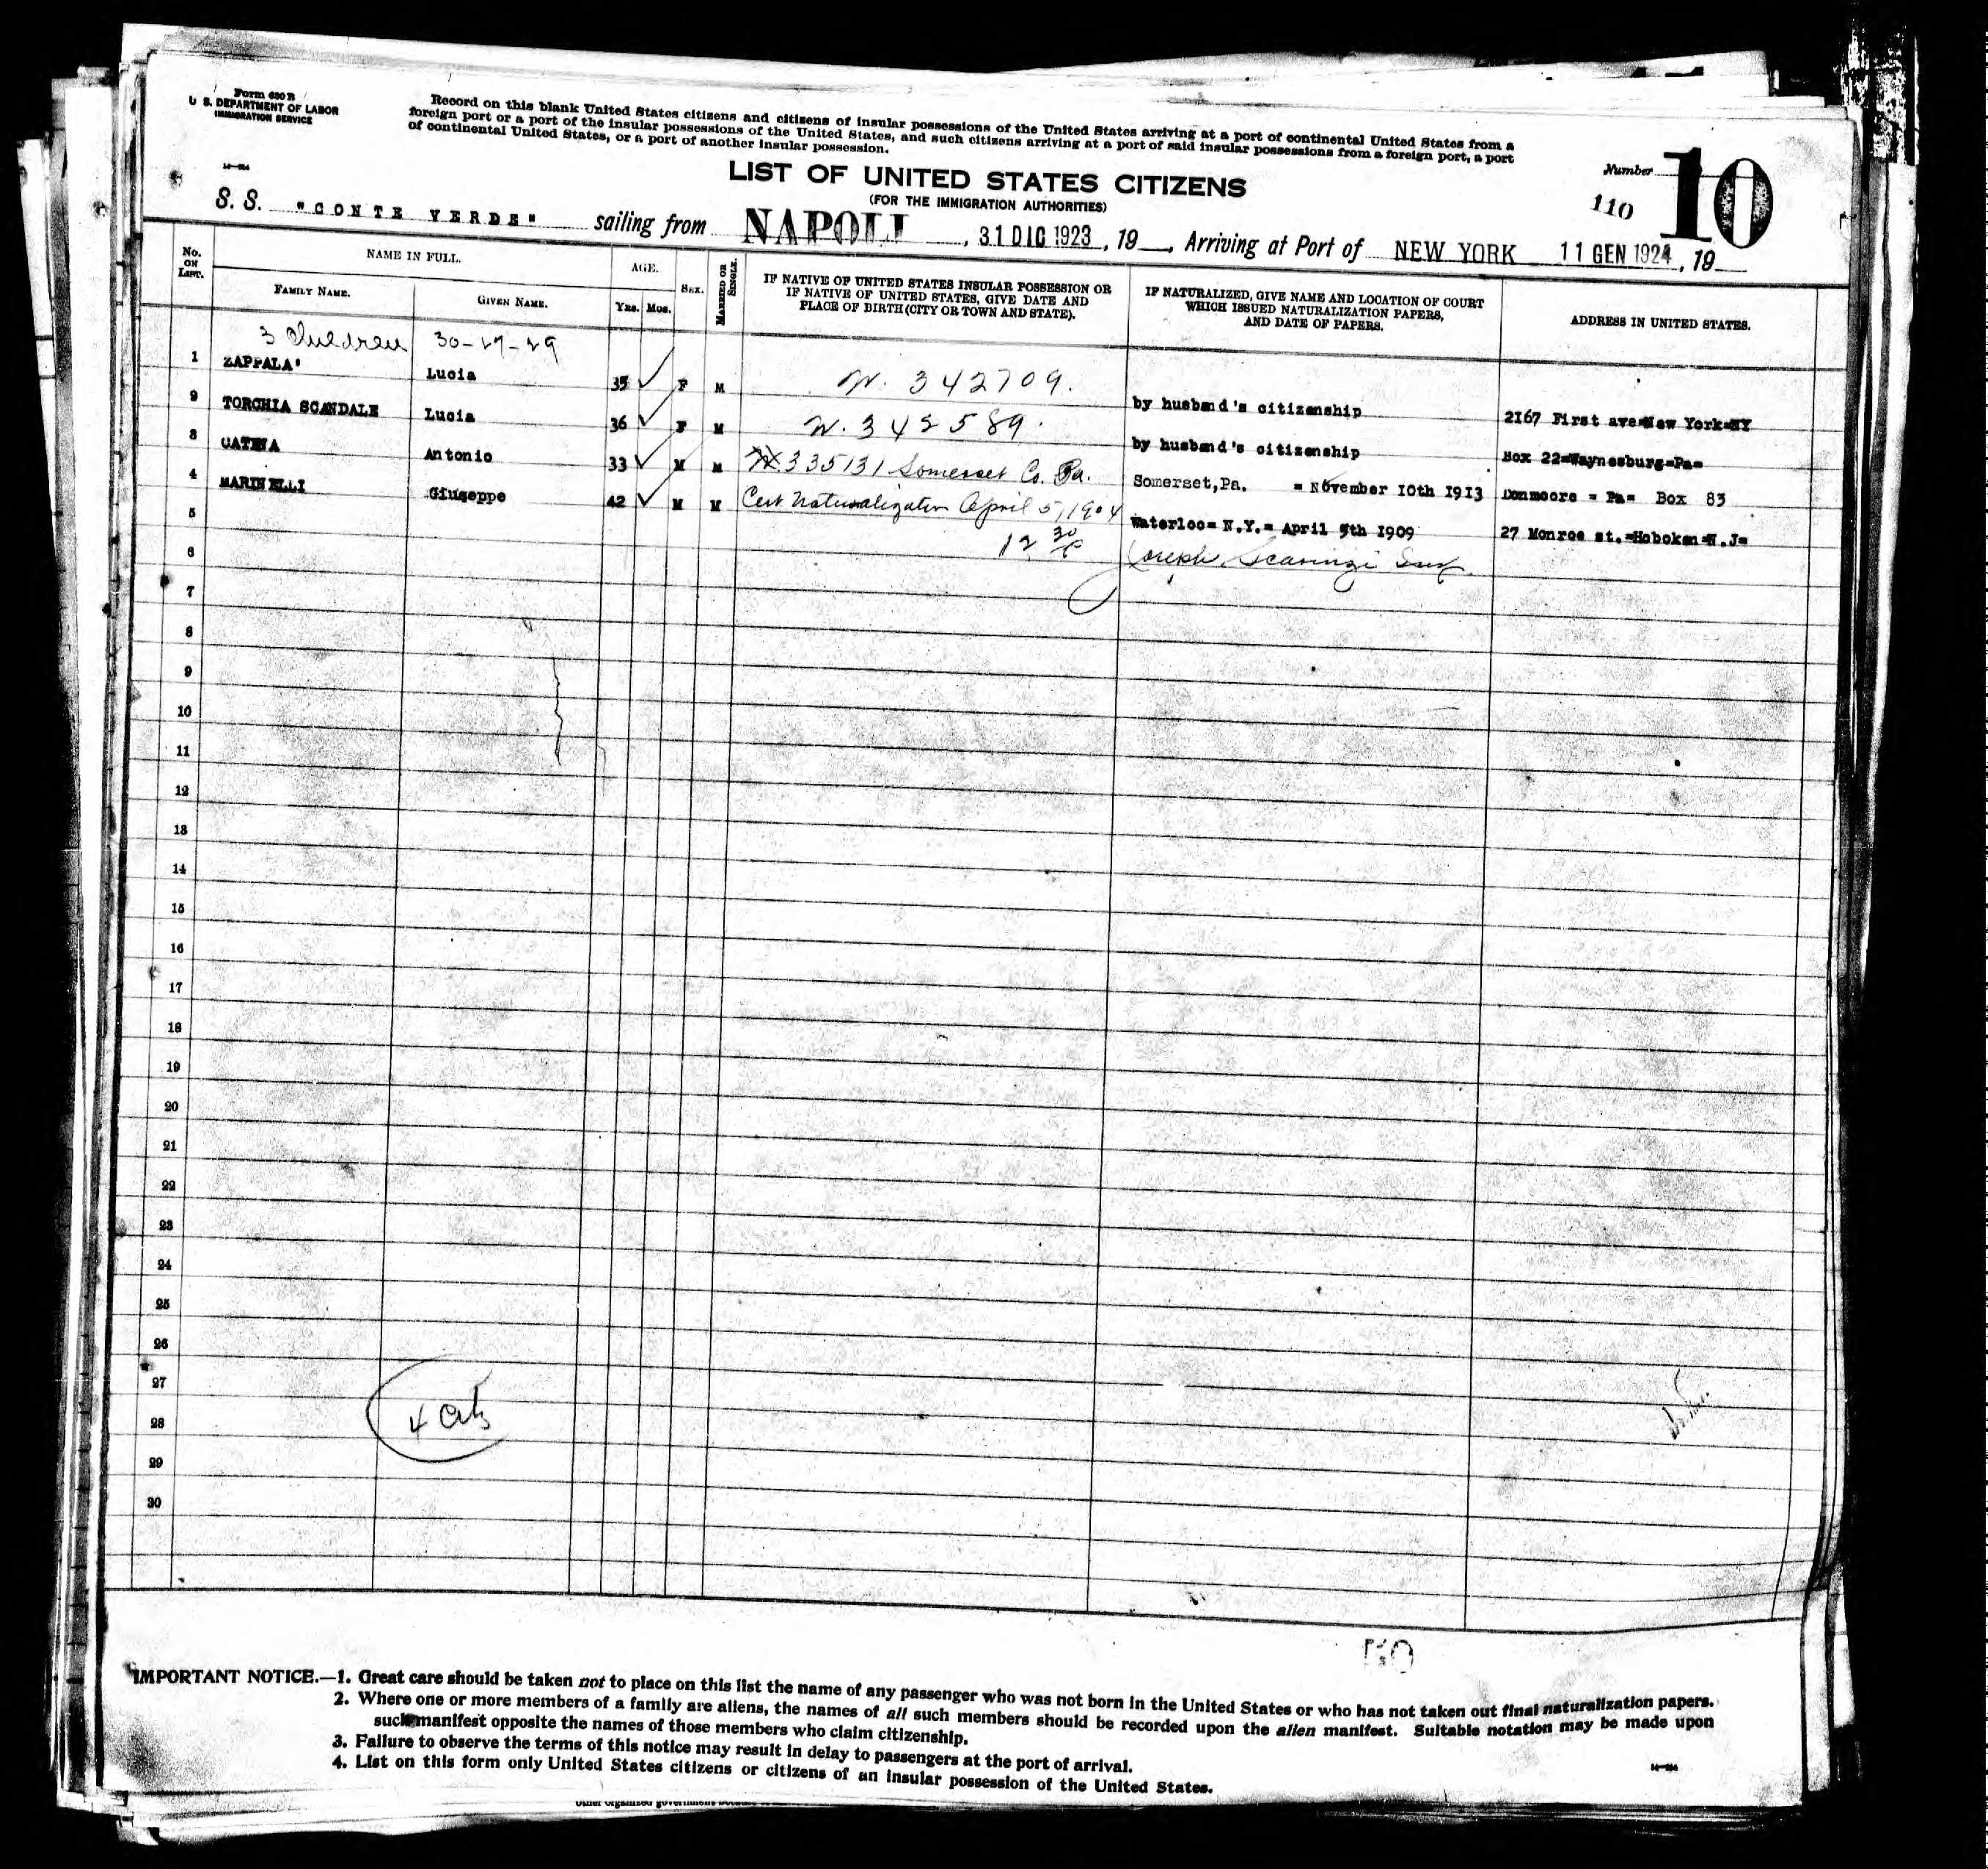 Form 630 B
U. S. DEPARTMENT OF LABOR
IMMIGRATION SERVICE
Record on this blank United States citizens and citizens of insular possessions of the United States arriving at a port of continental United States from a
foreign port or a port of the insular possessions of the United States, and such citizens arriving at a port of said insular possessions from a foreign port, a port
of continental United States, or a port of another insular possession.
Number 10
110
LIST OF UNITED STATES CITIZENS
(FOR THE IMMIGRATION AUTHORITIES)
S. S. "CONTE VERDE" sailing from NAPOLI, 31 DIC 1923, 19 , Arriving at Port of NEW YORK 11 GEN 1924, 19
No. ON LIST. NAME IN FULL. AGE. SEX. MARRIED OR SINGLE. IF NATIVE OF UNITED STATES INSULAR POSSESSION OR IF NATIVE OF UNITED STATES, GIVE DATE AND PLACE OF BIRTH (CITY OR TOWN AND STATE). IF NATURALIZED, GIVE NAME AND LOCATION OF COURT WHICH ISSUED NATURALIZATION PAPERS, AND DATE OF PAPERS. ADDRESS IN UNITED STATES.
FAMILY NAME. GIVEN NAME. Yrs. Mos.
3 Children 30-29-29
1 ZAPPALA' Lucia 35 F M N. 342709. by husband's citizenship 2167 First ave=New York=NY
2 TORCHIA SCANDALE Lucia 36 F M N. 342589. by husband's citizenship Box 22=Waynesburg=Pa=
3 CATENA Antonio 33 M M 335131 Somerset Co. Pa. Somerset, Pa. = November 10th 1913 = Pa= Box 83
4 MARINELLI Giuseppe 42 M M Cert Naturalization April 5, 1904 Waterloo= N.Y.= April 5th 1909 27 Monroe st.=Hoboken=N.J=
5 12 30 Joseph
6
7
8
9
10
11
12
13
14
15
16
17
18
19
20
21
22
23
24
25
26
27
28 4
29
30
IMPORTANT NOTICE.—1. Great care should be taken not to place on this list the name of any passenger who was not born in the United States or who has not taken out final naturalization papers.
2. Where one or more members of a family are aliens, the names of all such members should be recorded upon the alien manifest. Suitable notation may be made upon
such manifest opposite the names of those members who claim citizenship.
3. Failure to observe the terms of this notice may result in delay to passengers at the port of arrival.
4. List on this form only United States citizens or citizens of an insular possession of the United States.